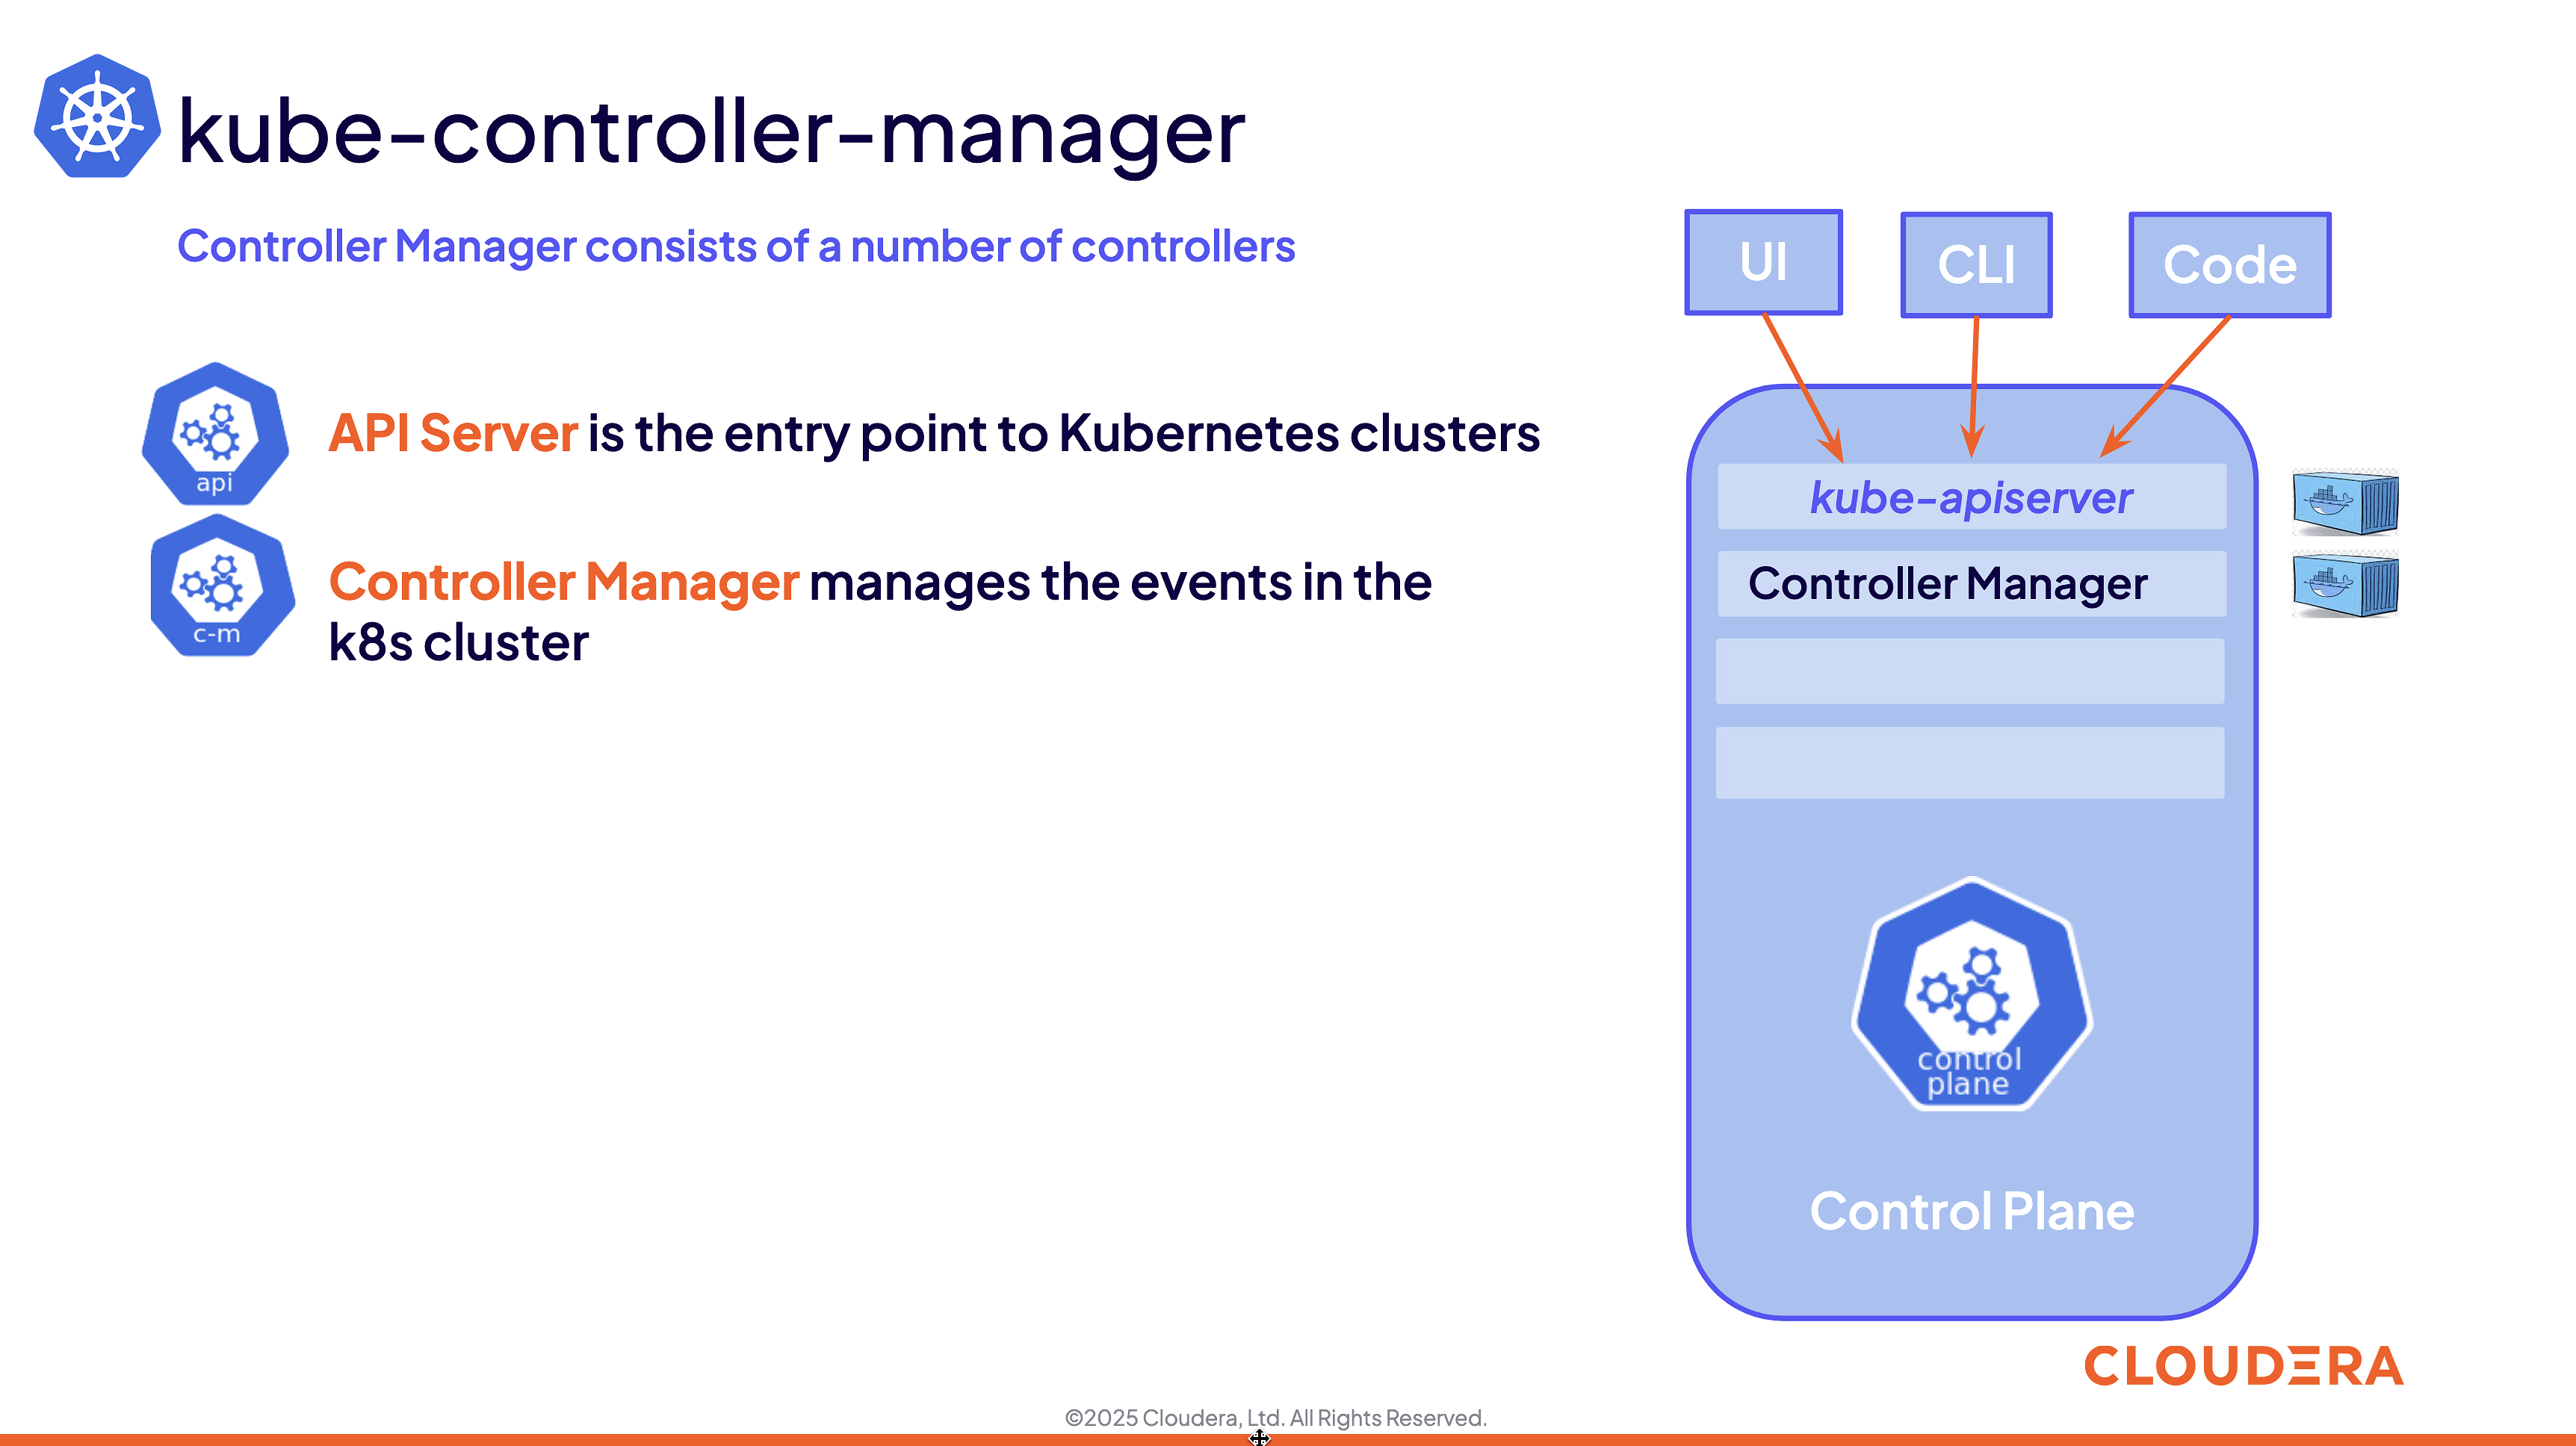 kube-controller-manager
Controller Manager consists of a number of controllers
api
API Server is the entry point to Kubernetes clusters
c-m
Controller Manager manages the events in the
k8s cluster
UI
CLI
Code
kube-apiserver
Controller Manager
control
plane
Control Plane
CLOUDERA
©2025 Cloudera, Ltd. All Rights Reserved.